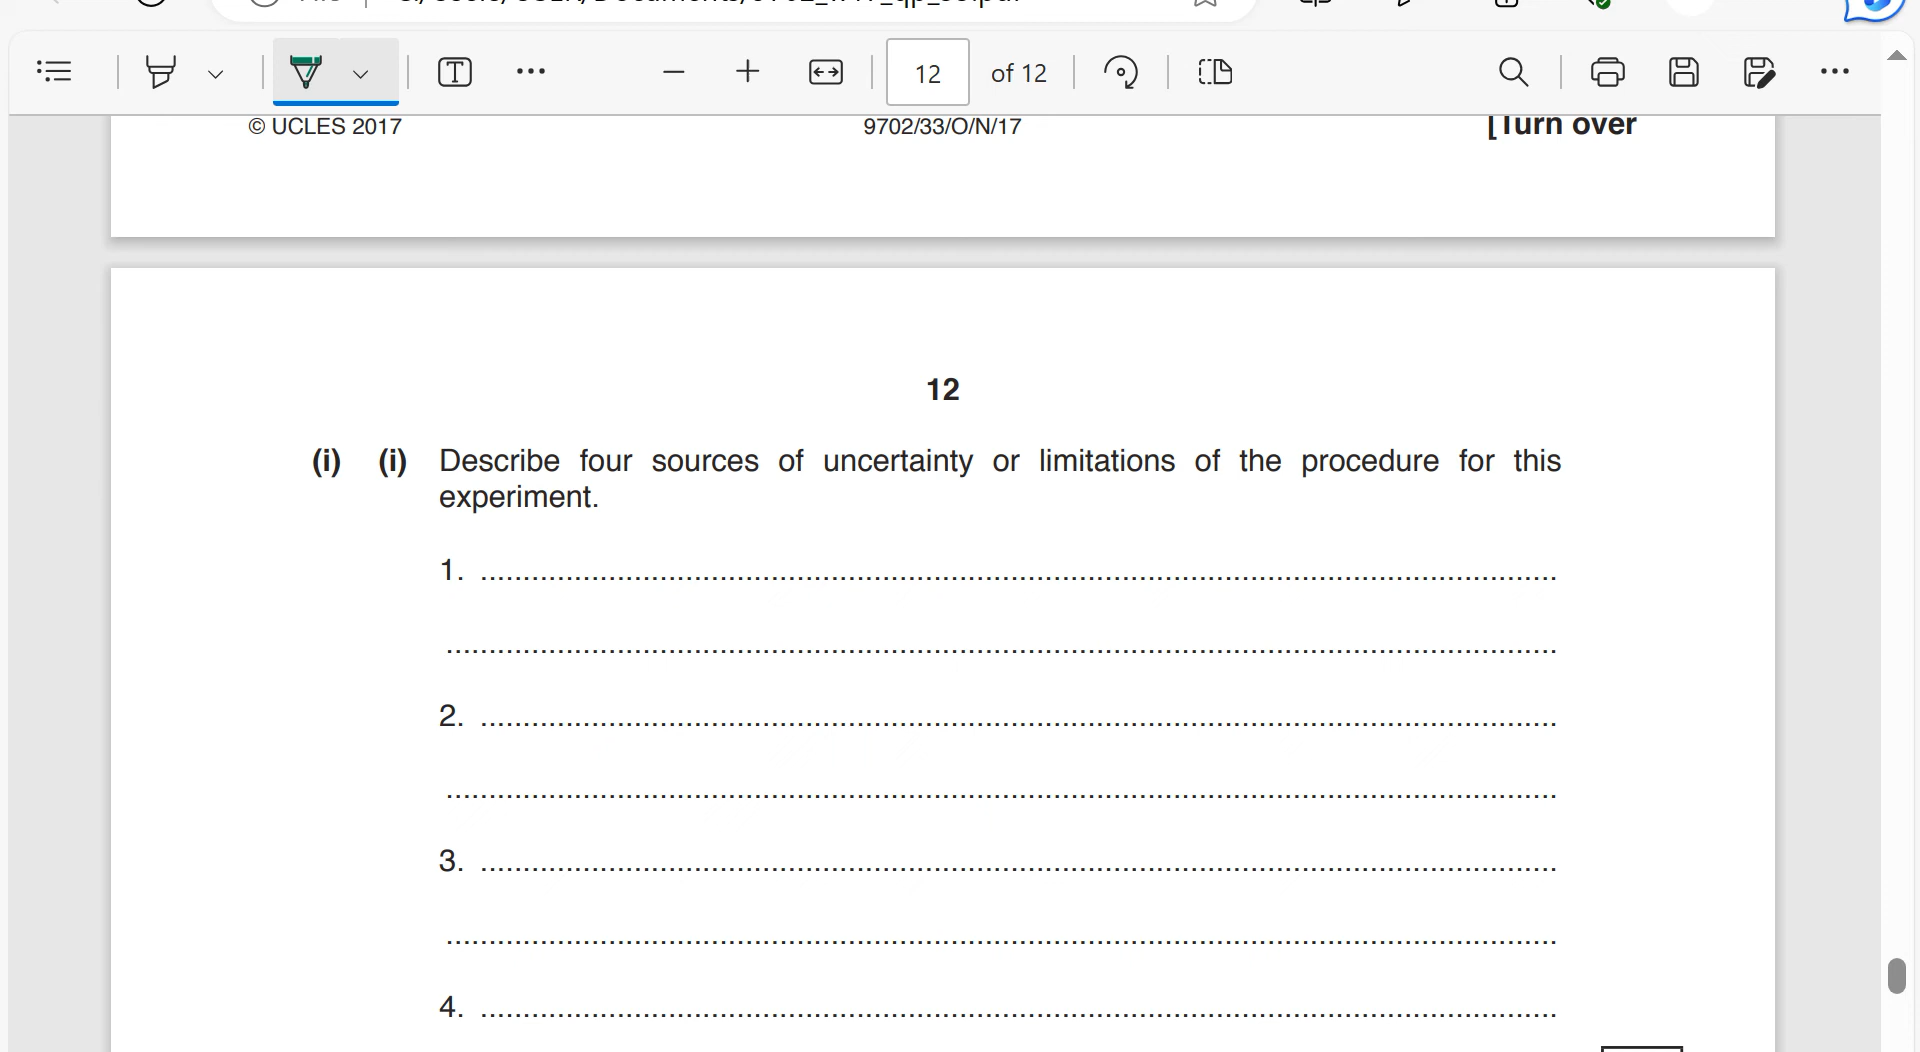 12 of 12
© UCLES 2017 9702/33/O/N/17 [Turn over
12
(i) (i) Describe four sources of uncertainty or limitations of the procedure for this
experiment.
1. ................................................................................
................................................................................
2. ................................................................................
................................................................................
3. ................................................................................
................................................................................
4. ................................................................................